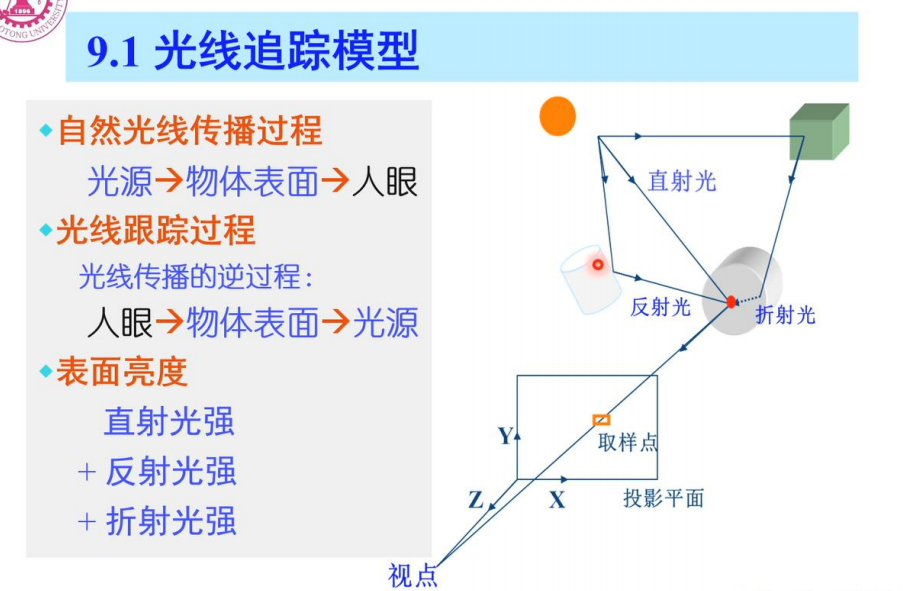 1896
OTONG UNIVERSITY
9.1 光线追踪模型
自然光线传播过程
光源→物体表面→人眼
光线跟踪过程
光线传播的逆过程：
人眼→物体表面→光源
表面亮度
直射光强
+ 反射光强
+ 折射光强
直射光
反射光
折射光
Y
取样点
Z
X
投影平面
视点